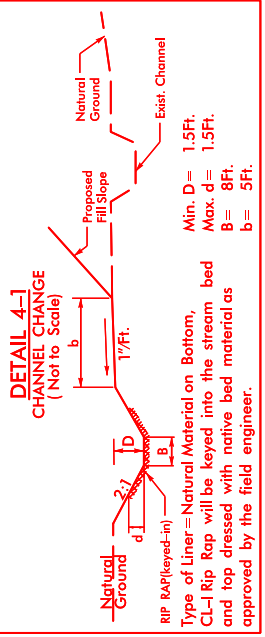 DETAIL 4-1
CHANNEL CHANGE
( Not to Scale)
Natural
Ground
Proposed
Fill Slope
Natural
Ground
Exist. Channel
b
1"/Ft.
D
2:1
d
B
RIP RAP(keyed-in)
Type of Liner = Natural Material on Bottom,
CL-I Rip Rap will be keyed into the stream bed
and top dressed with native bed material as
approved by the field engineer.
Min. D= 1.5Ft.
Max. d= 1.5Ft.
B= 8Ft.
b= 5Ft.